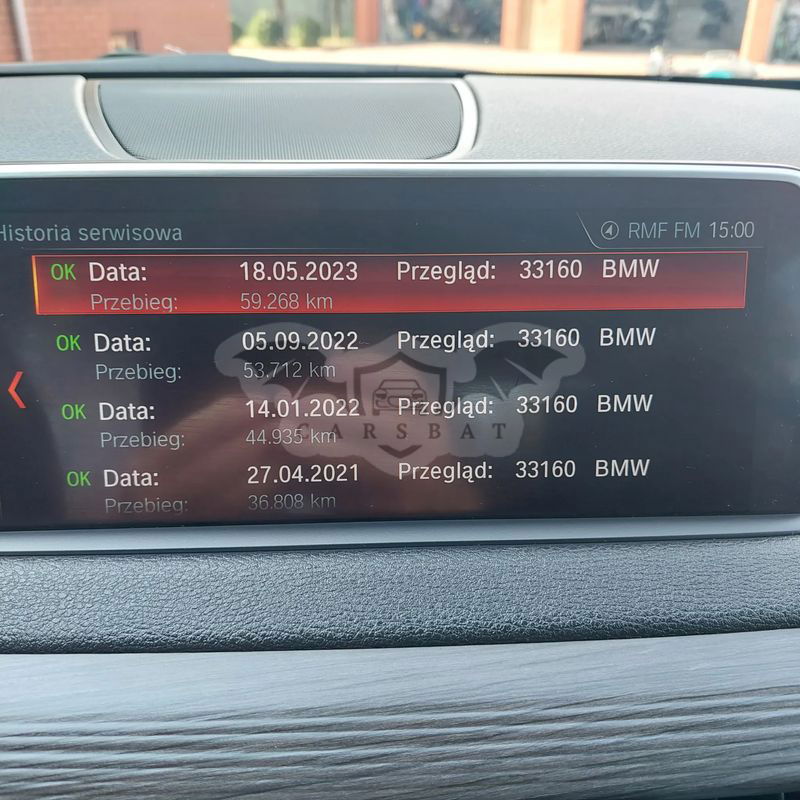 Historia serwisowa
RMF FM 15:00
OK Data: 18.05.2023 Przegląd: 33160 BMW
Przebieg: 59.268 km
OK Data: 05.09.2022 Przegląd: 33160 BMW
Przebieg: 53.712 km
OK Data: 14.01.2022 Przegląd: 33160 BMW
Przebieg: 44.935 km
CARSBAT
OK Data: 27.04.2021 Przegląd: 33160 BMW
Przebieg: 36.808 km